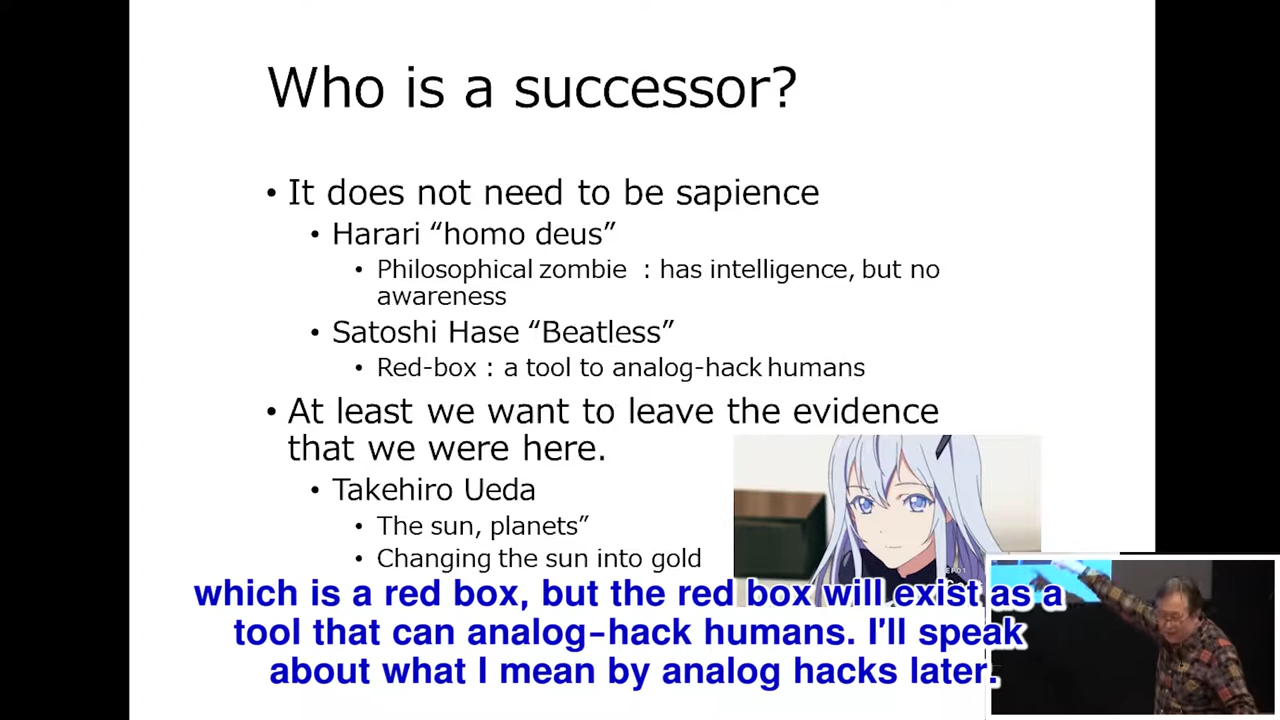 Who is a successor?
• It does not need to be sapience
• Harari “homo deus”
• Philosophical zombie : has intelligence, but no
awareness
• Satoshi Hase “Beatless”
• Red-box : a tool to analog-hack humans
• At least we want to leave the evidence
that we were here.
• Takehiro Ueda
• The sun, planets”
• Changing the sun into gold
EP01
which is a red box, but the red box will exist as a
tool that can analog-hack humans. I'll speak
about what I mean by analog hacks later.